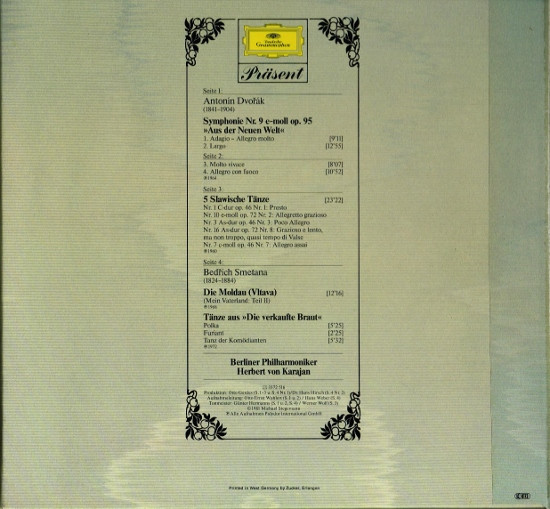 Deutsche
Grammophon
Präsent
Seite 1:
Antonín Dvořák
(1841–1904)
Symphonie Nr. 9 e-moll op. 95
»Aus der Neuen Welt«
1. Adagio – Allegro molto [9'11]
2. Largo [12'55]
Seite 2:
3. Molto vivace [8'07]
4. Allegro con fuoco [10'52]
℗ 1964
Seite 3:
5 Slawische Tänze [23'22]
Nr. 1 C-dur op. 46 Nr. 1: Presto
Nr. 10 e-moll op. 72 Nr. 2: Allegretto grazioso
Nr. 3 As-dur op. 46 Nr. 3: Poco Allegro
Nr. 16 As-dur op. 72 Nr. 8: Grazioso e lento,
ma non troppo, quasi tempo di Valse
Nr. 7 c-moll op. 46 Nr. 7: Allegro assai
Seite 4:
Bedřich Smetana
(1824–1884)
Die Moldau (Vltava) [12'16]
(Mein Vaterland: Teil II)
Tänze aus »Die verkaufte Braut«
Polka [5'25]
Furiant [2'25]
Tanz der Komödianten [5'32]
℗ 1972
Berliner Philharmoniker
Herbert von Karajan
Printed in West Germany by Zucker, Erlangen